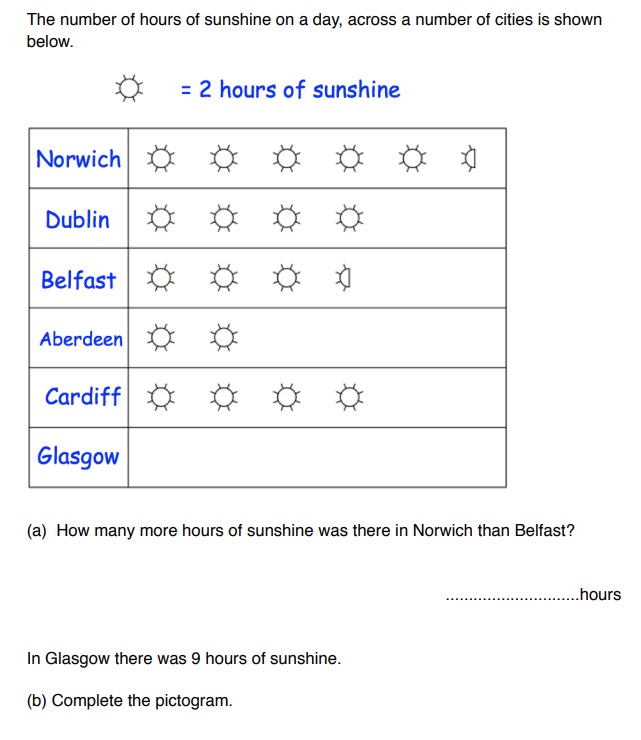 The number of hours of sunshine on a day, across a number of cities is shown
below.
= 2 hours of sunshine
Norwich
Dublin
Belfast
Aberdeen
Cardiff
Glasgow
(a) How many more hours of sunshine was there in Norwich than Belfast?
.............................hours
In Glasgow there was 9 hours of sunshine.
(b) Complete the pictogram.